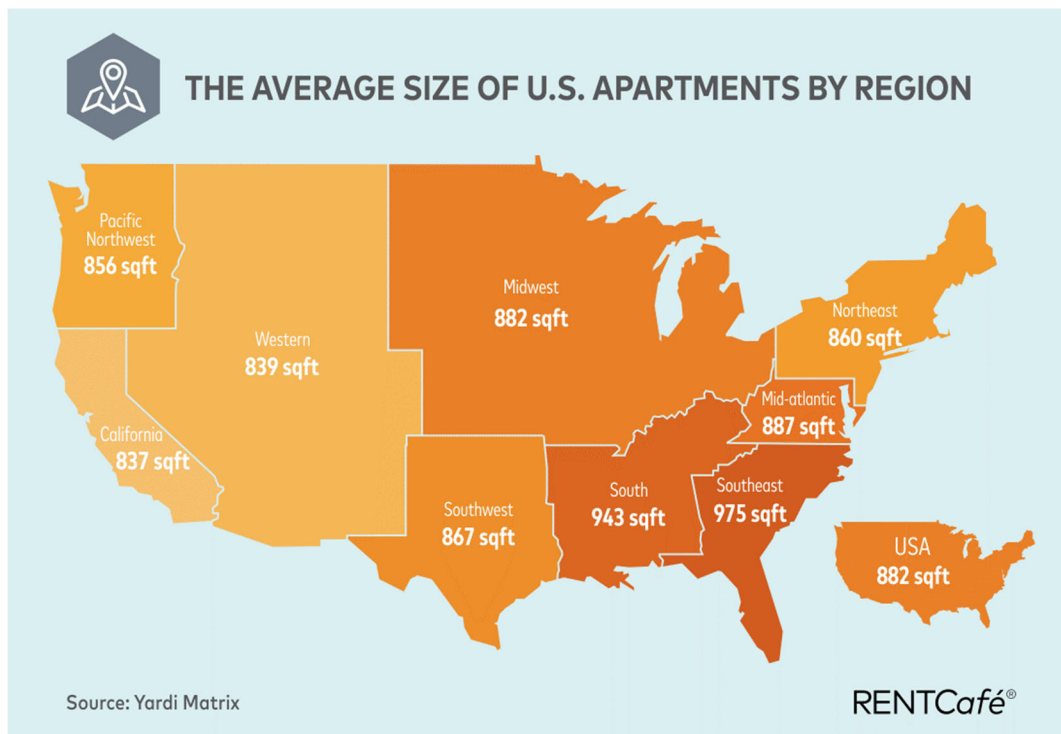 THE AVERAGE SIZE OF U.S. APARTMENTS BY REGION
Pacific
Northwest
856 sqft
Western
839 sqft
Midwest
882 sqft
Northeast
860 sqft
Mid-atlantic
887 sqft
California
837 sqft
Southwest
867 sqft
South
943 sqft
Southeast
975 sqft
USA
882 sqft
Source: Yardi Matrix
RENTCafé®